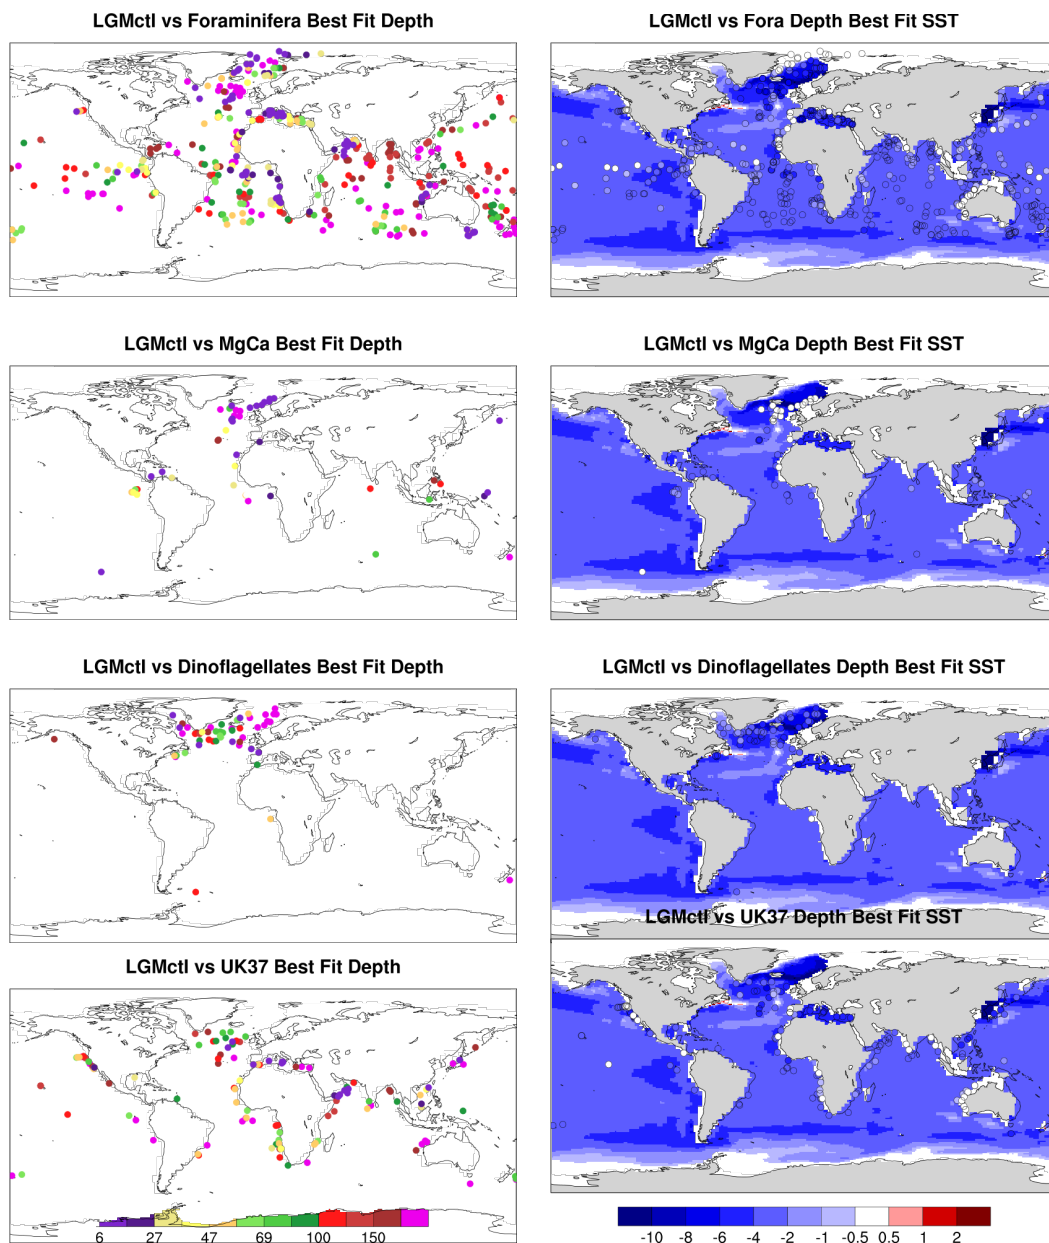 LGMctl vs Foraminifera Best Fit Depth
LGMctl vs Fora Depth Best Fit SST
LGMctl vs MgCa Best Fit Depth
LGMctl vs MgCa Depth Best Fit SST
LGMctl vs Dinoflagellates Best Fit Depth
LGMctl vs Dinoflagellates Depth Best Fit SST
LGMctl vs UK37 Depth Best Fit SST
LGMctl vs UK37 Best Fit Depth
6 27 47 69 100 150
-10 -8 -6 -4 -2 -1 -0.5 0.5 1 2